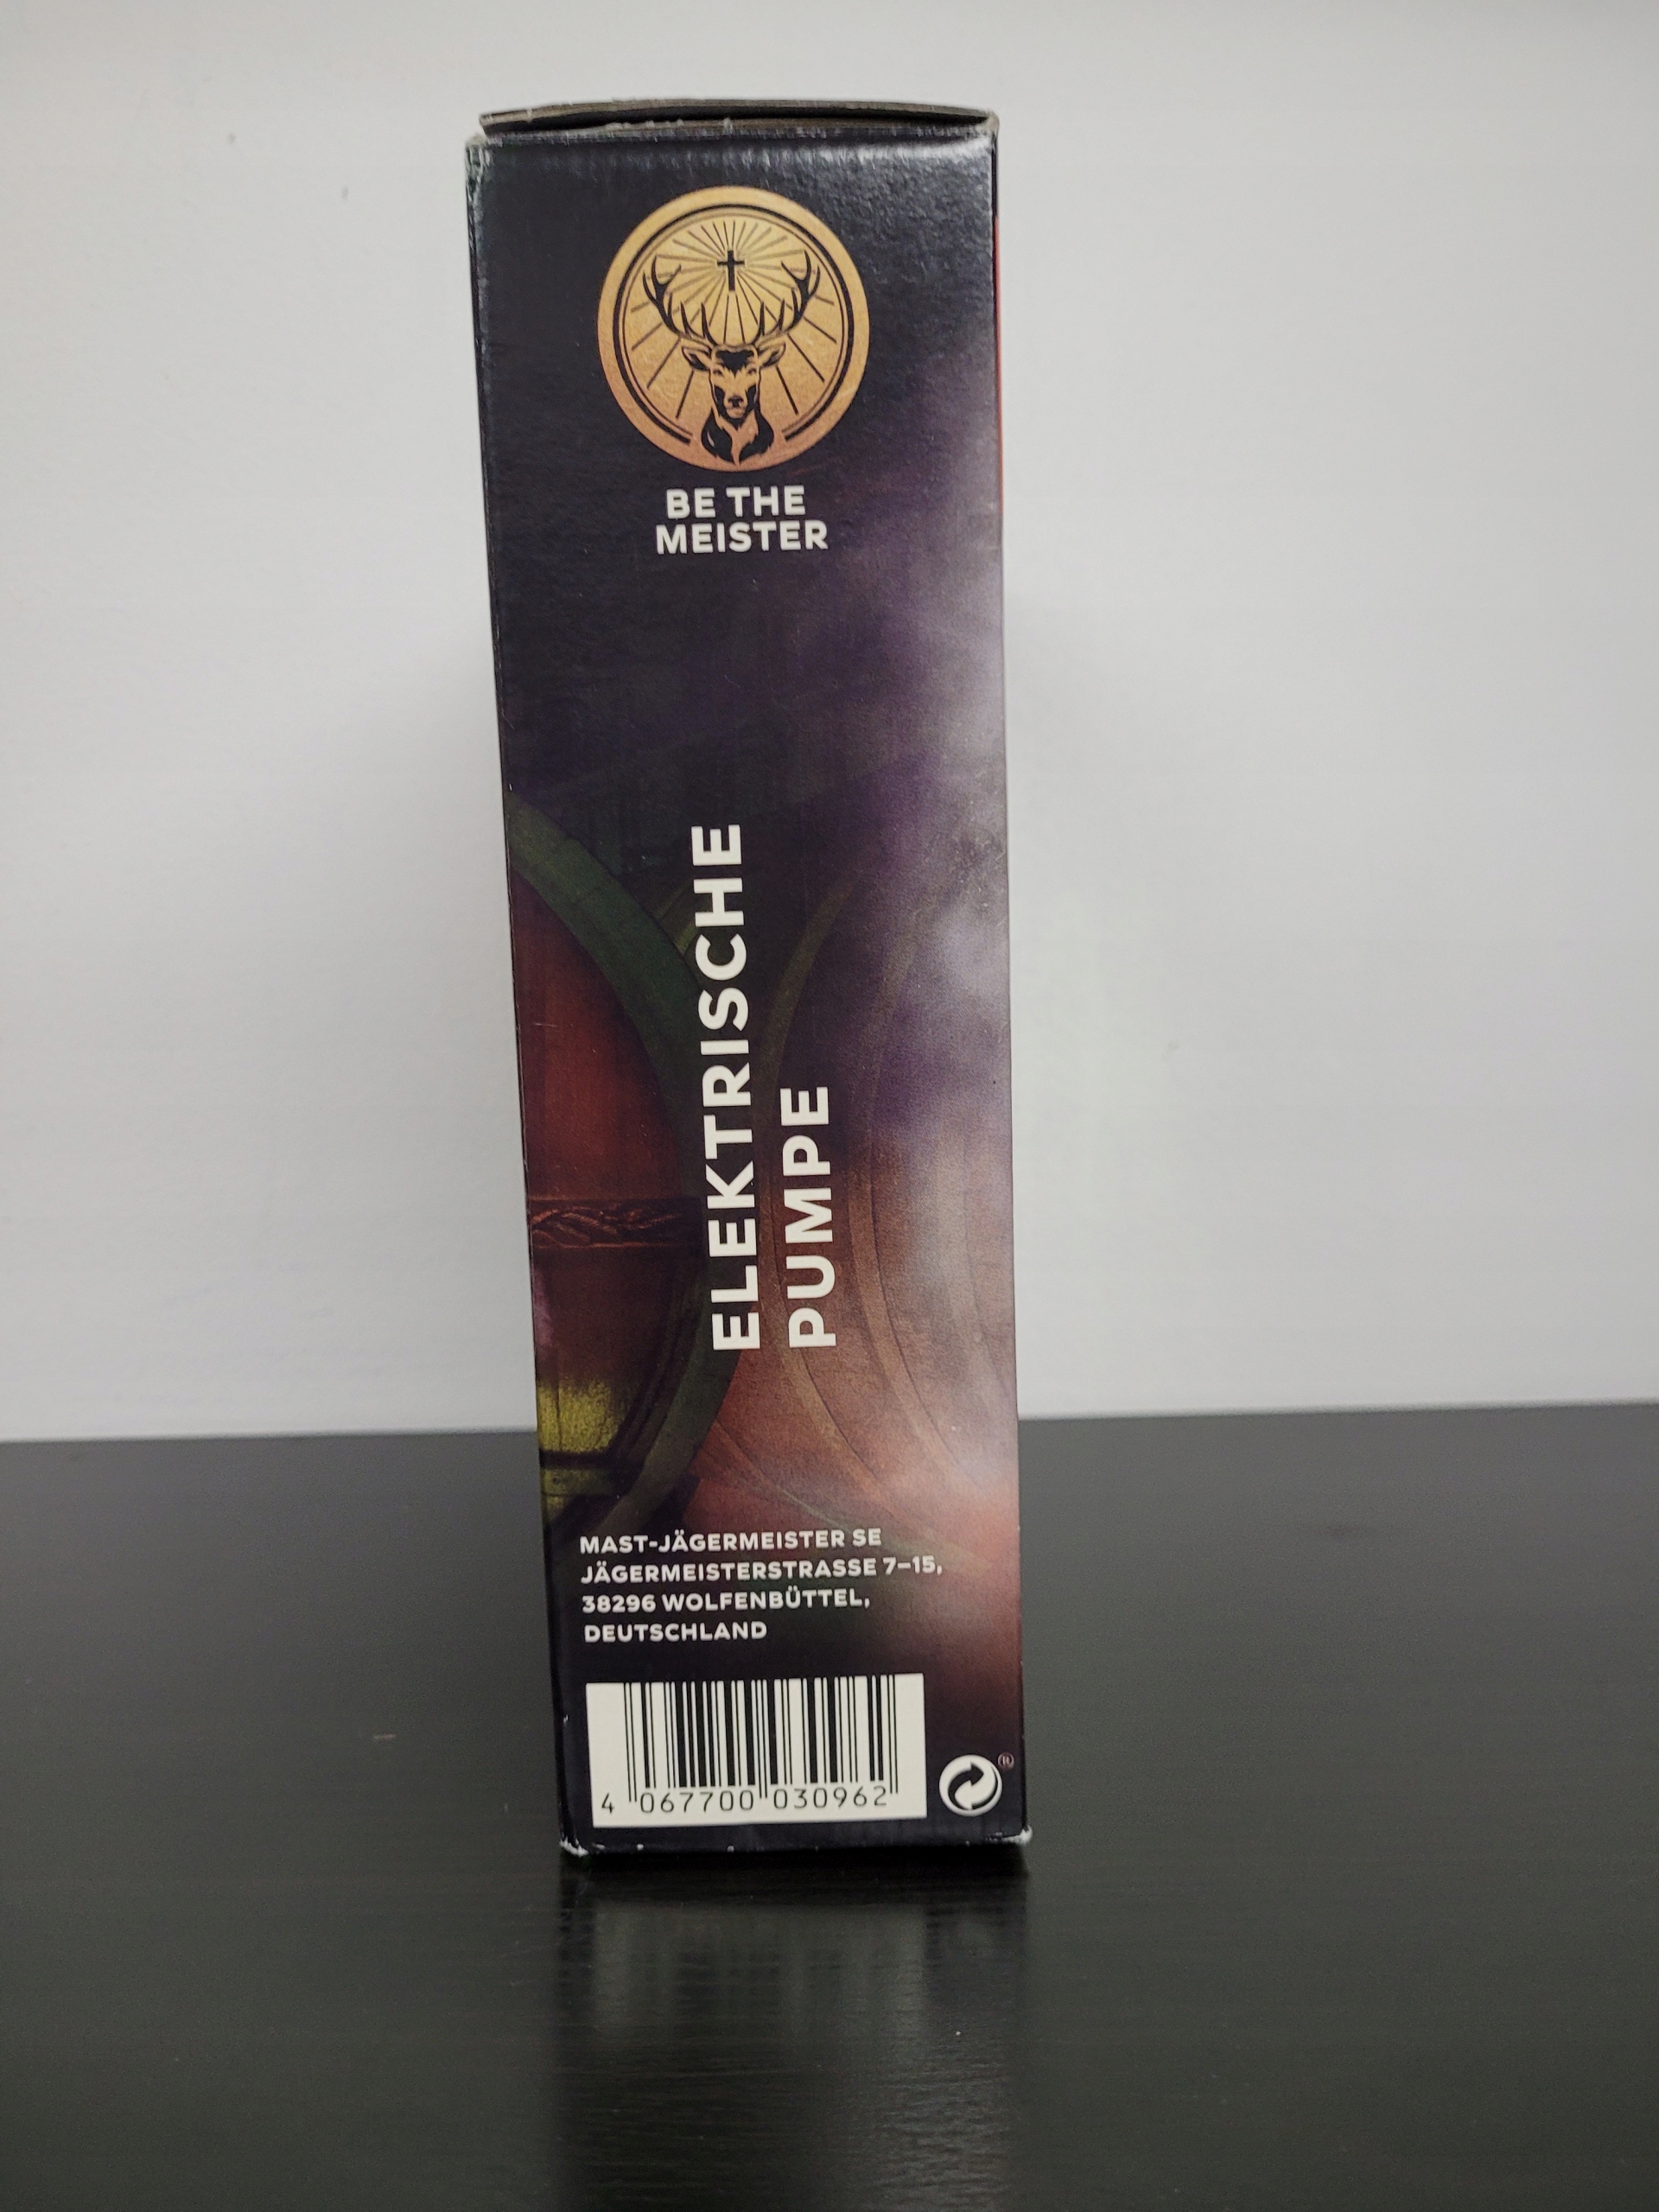 BE THE
MEISTER
ELEKTRISCHE
PUMPE
MAST-JÄGERMEISTER SE
JÄGERMEISTERSTRASSE 7–15,
38296 WOLFENBÜTTEL,
DEUTSCHLAND
4 067700 030962
®